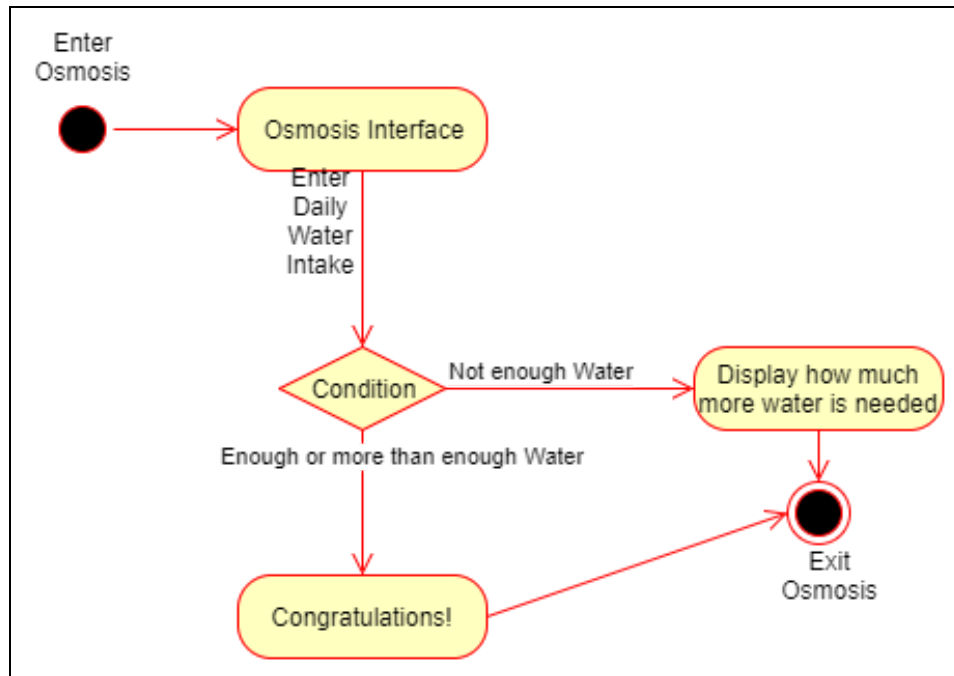 Enter
Osmosis
Osmosis Interface
Enter
Daily
Water
Intake
Condition
Not enough Water
Display how much
more water is needed
Enough or more than enough Water
Exit
Osmosis
Congratulations!